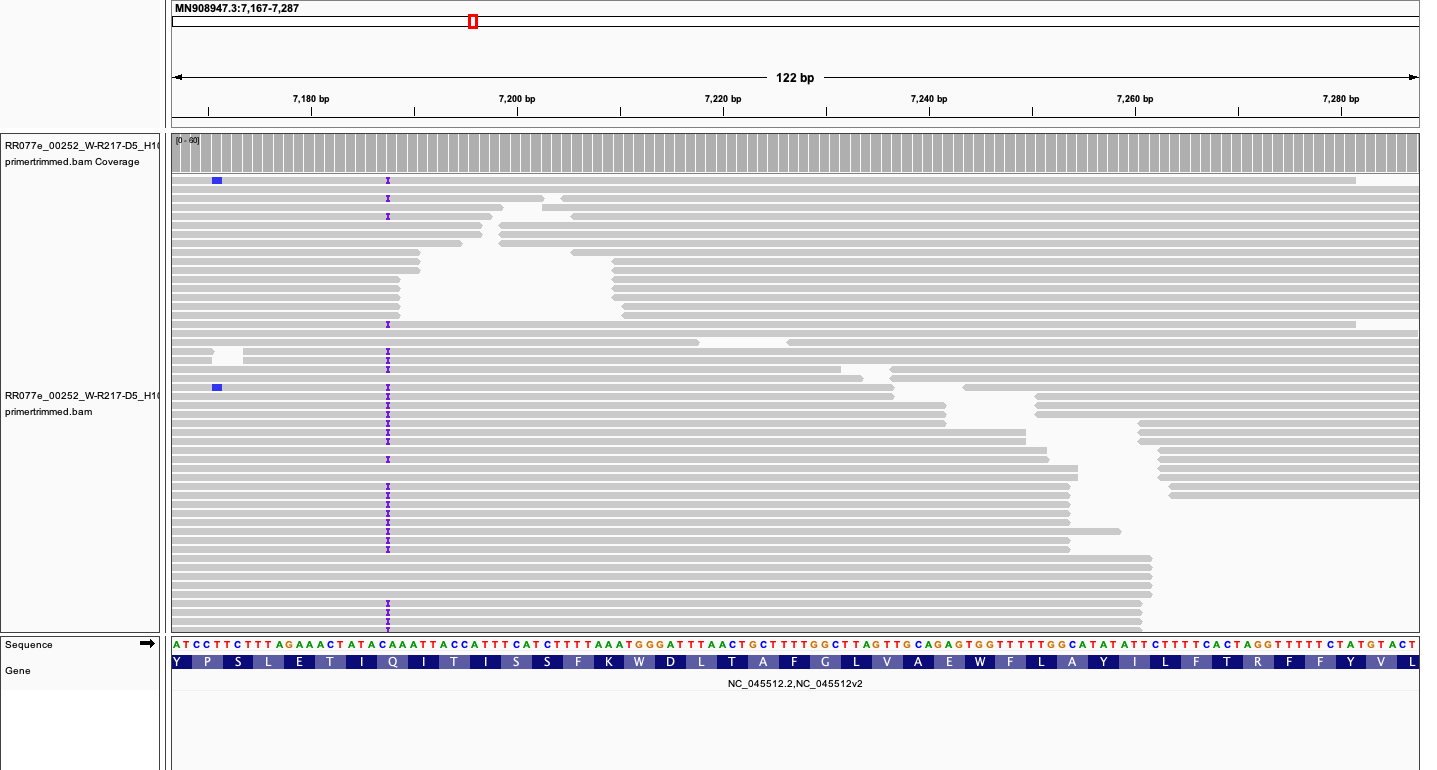 MN908947.3:7,167-7,287
122 bp
7,180 bp 7,200 bp 7,220 bp 7,240 bp 7,260 bp 7,280 bp
RR077e_00252_W-R217-D5_H10
primertrimmed.bam Coverage
[0 - 60]
RR077e_00252_W-R217-D5_H10
primertrimmed.bam
Sequence
ATCCTTCTTTAGAAACTATACAAATTACCATTTCATCTTTTAAATGGGATTTAACTGCTTTTGGCTTAGTTGCAGAGTGGTTTTTGGCATATATTCTTTTCACTAGGTTTTTCTATGTACT
Gene
Y P S L E T I Q I T I S S F K W D L T A F G L V A E W F L A Y I L F T R F F Y V L
NC_045512.2,NC_045512v2